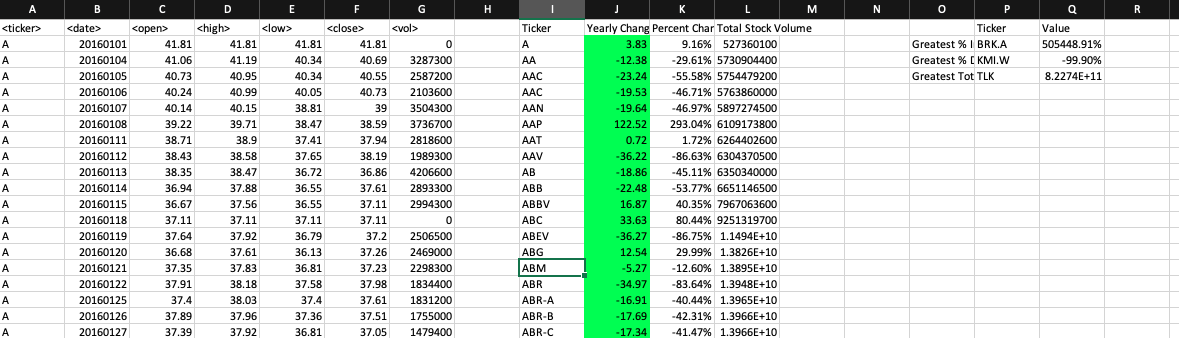 A B C D E F G H I J K L M N O P Q R
<ticker> <date> <open> <high> <low> <close> <vol> Ticker Yearly Chang Percent Char Total Stock Volume Ticker Value
A 20160101 41.81 41.81 41.81 41.81 0 A 3.83 9.16% 527360100 Greatest % I BRK.A 505448.91%
A 20160104 41.06 41.19 40.34 40.69 3287300 AA -12.38 -29.61% 5730904400 Greatest % D KMI.W -99.90%
A 20160105 40.73 40.95 40.34 40.55 2587200 AAC -23.24 -55.58% 5754479200 Greatest Tot TLK 8.2274E+11
A 20160106 40.24 40.99 40.05 40.73 2103600 AAC -19.53 -46.71% 5763860000
A 20160107 40.14 40.15 38.81 39 3504300 AAN -19.64 -46.97% 5897274500
A 20160108 39.22 39.71 38.47 38.59 3736700 AAP 122.52 293.04% 6109173800
A 20160111 38.71 38.9 37.41 37.94 2818600 AAT 0.72 1.72% 6264402600
A 20160112 38.43 38.58 37.65 38.19 1989300 AAV -36.22 -86.63% 6304370500
A 20160113 38.35 38.47 36.72 36.86 4206600 AB -18.86 -45.11% 6350340000
A 20160114 36.94 37.88 36.55 37.61 2893300 ABB -22.48 -53.77% 6651146500
A 20160115 36.67 37.56 36.55 37.11 2994300 ABBV 16.87 40.35% 7967063600
A 20160118 37.11 37.11 37.11 37.11 0 ABC 33.63 80.44% 9251319700
A 20160119 37.64 37.92 36.79 37.2 2506500 ABEV -36.27 -86.75% 1.1494E+10
A 20160120 36.68 37.61 36.13 37.26 2469000 ABG 12.54 29.99% 1.3826E+10
A 20160121 37.35 37.83 36.81 37.23 2298300 ABM -5.27 -12.60% 1.3895E+10
A 20160122 37.91 38.18 37.58 37.98 1834400 ABR -34.97 -83.64% 1.3948E+10
A 20160125 37.4 38.03 37.4 37.61 1831200 ABR-A -16.91 -40.44% 1.3965E+10
A 20160126 37.89 37.96 37.36 37.51 1755000 ABR-B -17.69 -42.31% 1.3966E+10
A 20160127 37.39 37.92 36.81 37.05 1479400 ABR-C -17.34 -41.47% 1.3966E+10